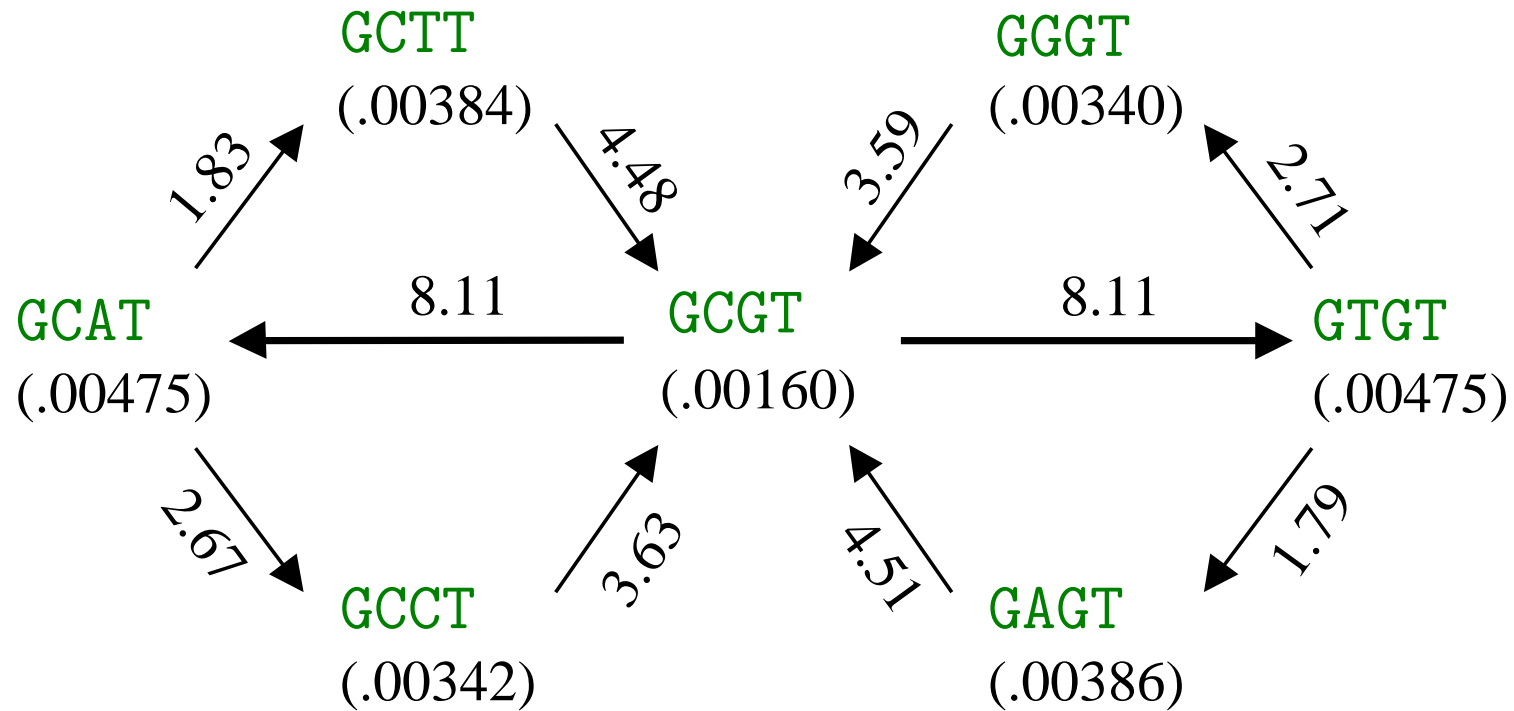 GCTT
(.00384)
GGGT
(.00340)
1.83
4.48
3.59
2.71
8.11
8.11
GCAT
(.00475)
GCGT
(.00160)
GTGT
(.00475)
2.67
3.63
4.51
1.79
GCCT
(.00342)
GAGT
(.00386)